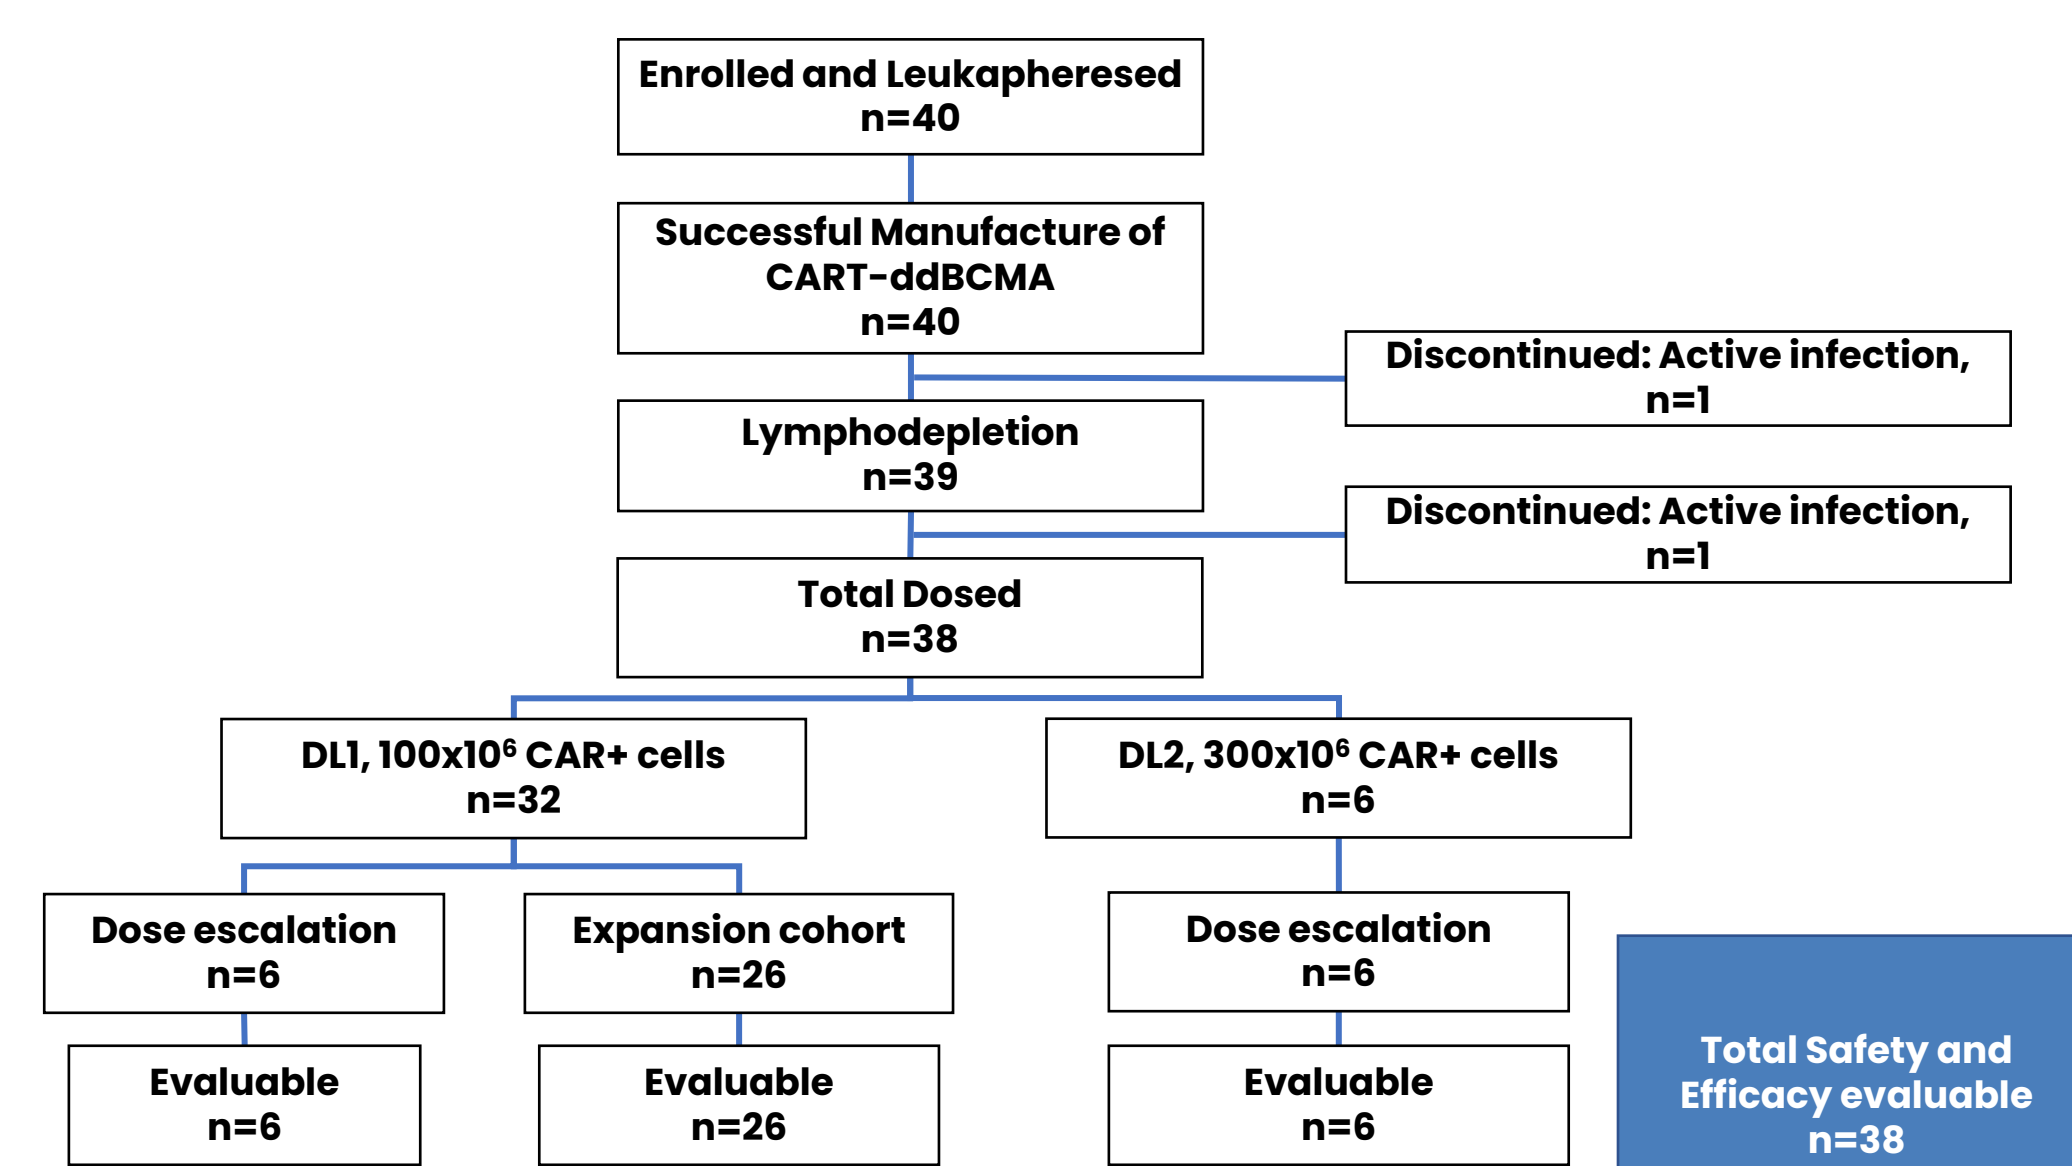 Enrolled and Leukapheresed
n=40
Successful Manufacture of
CART-ddBCMA
n=40
Discontinued: Active infection,
n=1
Lymphodepletion
n=39
Discontinued: Active infection,
n=1
Total Dosed
n=38
DL1, 100x10⁶ CAR+ cells
n=32
DL2, 300x10⁶ CAR+ cells
n=6
Dose escalation
n=6
Expansion cohort
n=26
Dose escalation
n=6
Evaluable
n=6
Evaluable
n=26
Evaluable
n=6
Total Safety and
Efficacy evaluable
n=38